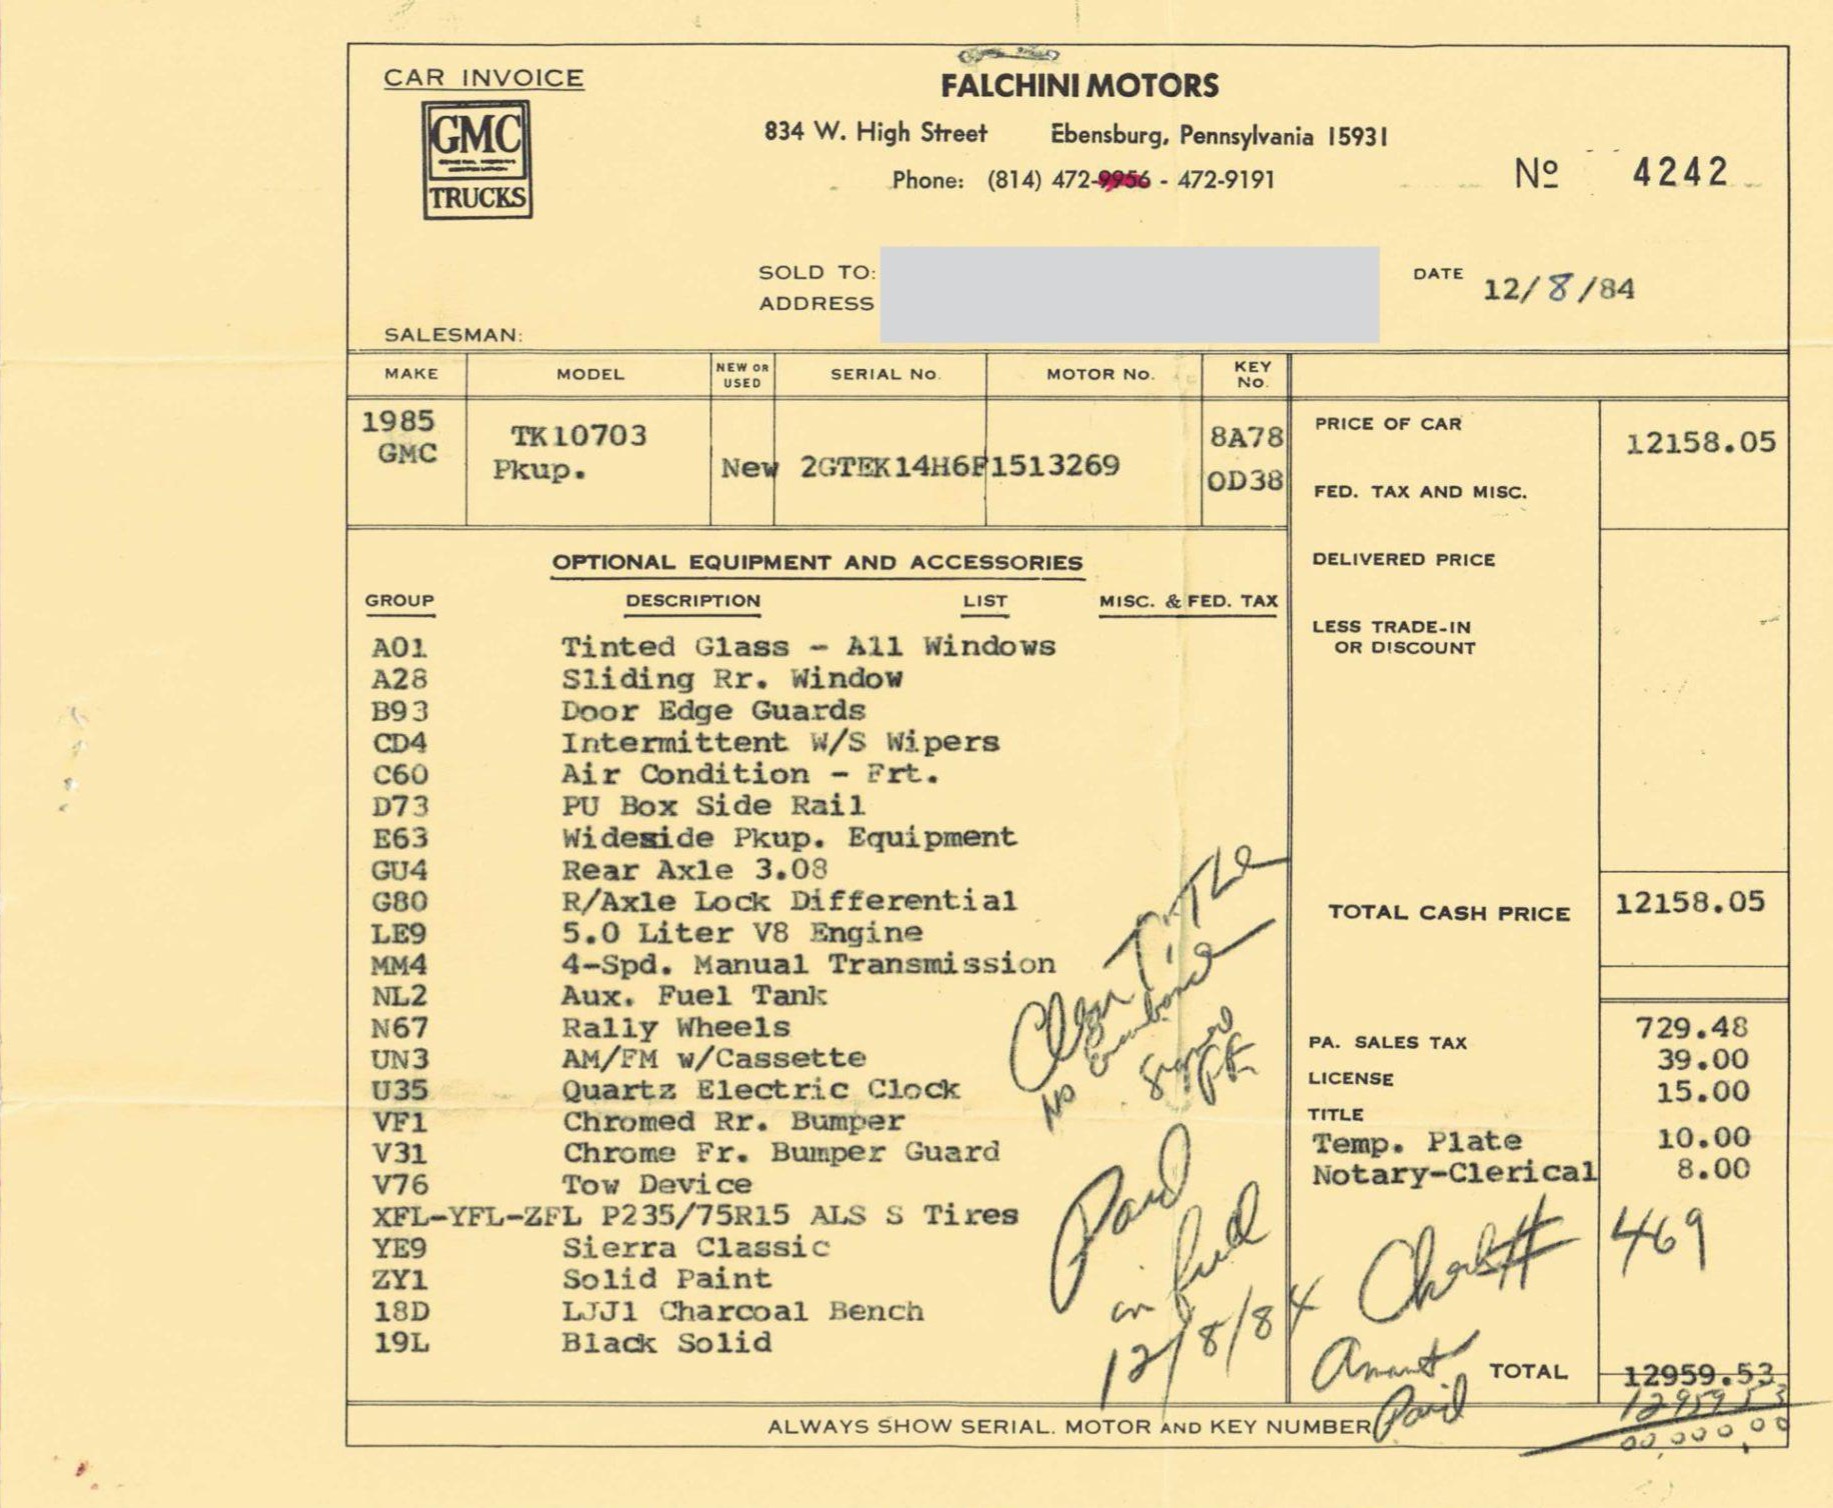 CAR INVOICE
FALCHINI MOTORS
GMC
TRUCKS
834 W. High Street Ebensburg, Pennsylvania 15931
Phone: (814) 472-9956 - 472-9191
Nº 4242
SOLD TO:
ADDRESS
DATE 12/8/84
SALESMAN:
MAKE MODEL NEW OR USED SERIAL No. MOTOR No. KEY No.
1985 GMC TK10703 Pkup. New 2GTEK14H6F1513269 8A78 0D38
PRICE OF CAR 12158.05
FED. TAX AND MISC.
OPTIONAL EQUIPMENT AND ACCESSORIES
DELIVERED PRICE
GROUP DESCRIPTION LIST MISC. & FED. TAX
LESS TRADE-IN
OR DISCOUNT
A01 Tinted Glass - All Windows
A28 Sliding Rr. Window
B93 Door Edge Guards
CD4 Intermittent W/S Wipers
C60 Air Condition - Frt.
D73 PU Box Side Rail
E63 Wideside Pkup. Equipment
GU4 Rear Axle 3.08
G80 R/Axle Lock Differential
LE9 5.0 Liter V8 Engine
MM4 4-Spd. Manual Transmission
NL2 Aux. Fuel Tank
N67 Rally Wheels
UN3 AM/FM w/Cassette
U35 Quartz Electric Clock
VF1 Chromed Rr. Bumper
V31 Chrome Fr. Bumper Guard
V76 Tow Device
XFL-YFL-ZFL P235/75R15 ALS S Tires
YE9 Sierra Classic
ZY1 Solid Paint
18D LJJ1 Charcoal Bench
19L Black Solid
Clear Title
No
Signed
Paid
in full
12/8/84
TOTAL CASH PRICE 12158.05
PA. SALES TAX 729.48
LICENSE 39.00
TITLE 15.00
Temp. Plate 10.00
Notary-Clerical 8.00
Check # 469
TOTAL 12959.53
Amount
Paid 12959.53
00,000.00
ALWAYS SHOW SERIAL. MOTOR AND KEY NUMBER